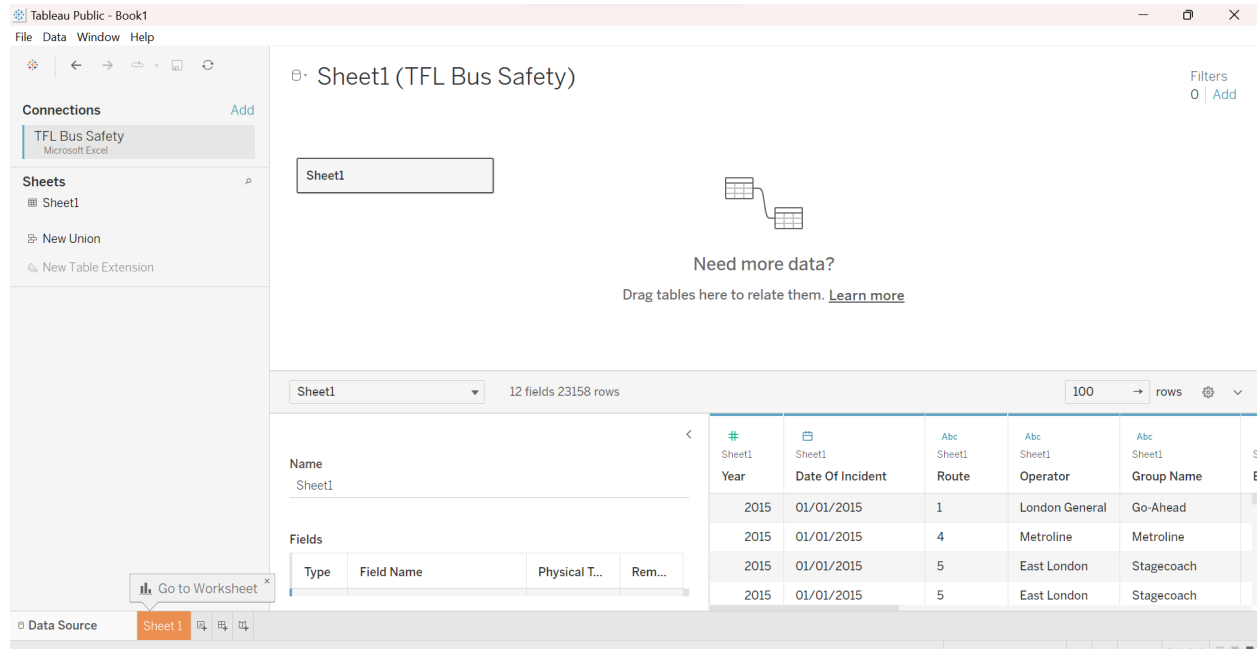 Tableau Public - Book1
File Data Window Help
Sheet1 (TFL Bus Safety)
Filters
0 Add
Connections Add
TFL Bus Safety
Microsoft Excel
Sheets
Sheet1
New Union
New Table Extension
Sheet1
Need more data?
Drag tables here to relate them. Learn more
Sheet1 12 fields 23158 rows 100 → rows
Name
Sheet1
Fields
Type Field Name Physical T... Rem...
Abc Abc Abc
Sheet1 Sheet1 Sheet1 Sheet1 Sheet1
Year Date Of Incident Route Operator Group Name
2015 01/01/2015 1 London General Go-Ahead
2015 01/01/2015 4 Metroline Metroline
2015 01/01/2015 5 East London Stagecoach
2015 01/01/2015 5 East London Stagecoach
Go to Worksheet
Data Source Sheet 1